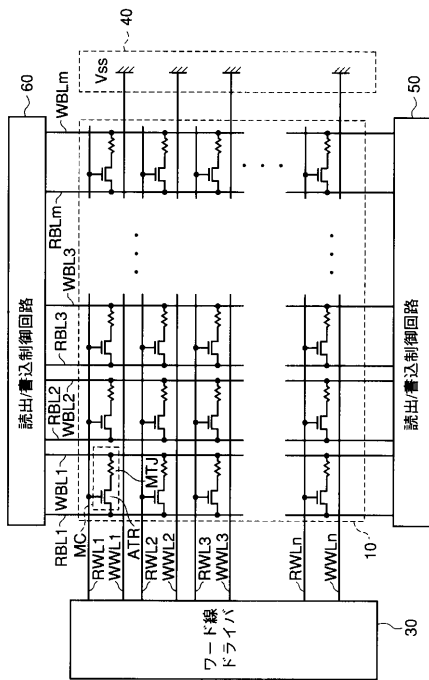 60
読出/書込制御回路
40
Vss
RBL1
WBL1
RBL2
WBL2
RBL3
WBL3
RBLm
WBLm
MC
RWL1
WWL1
ATR
MTJ
RWL2
WWL2
RWL3
WWL3
RWLn
WWLn
ワード線
ドライバ
30
10
読出/書込制御回路
50